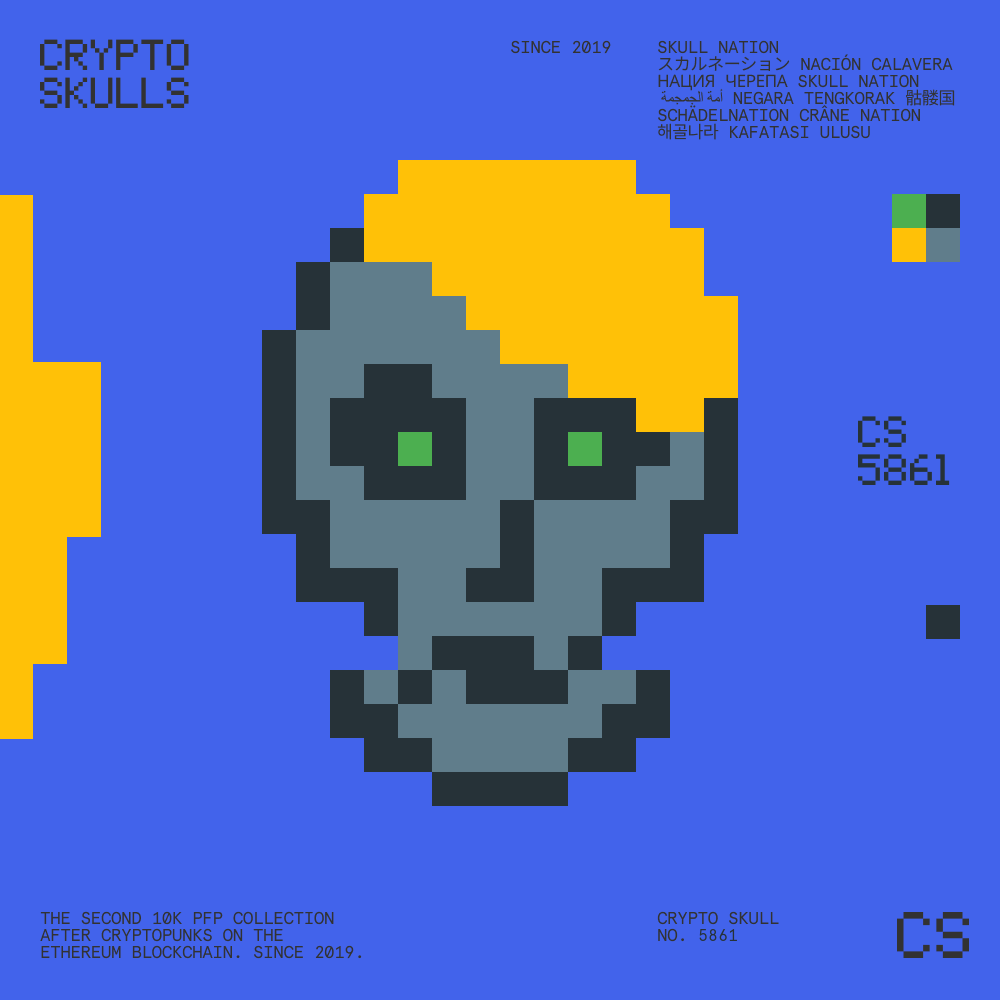 CRYPTO
SKULLS
SINCE 2019
SKULL NATION
スカルネーション NACIÓN CALAVERA
НАЦИЯ ЧЕРЕПА SKULL NATION
أمة الجمجمة NEGARA TENGKORAK 骷髅国
SCHÄDELNATION CRÂNE NATION
해골나라 KAFATASI ULUSU
CS
5861
THE SECOND 10K PFP COLLECTION
AFTER CRYPTOPUNKS ON THE
ETHEREUM BLOCKCHAIN. SINCE 2019.
CRYPTO SKULL
NO. 5861
CS